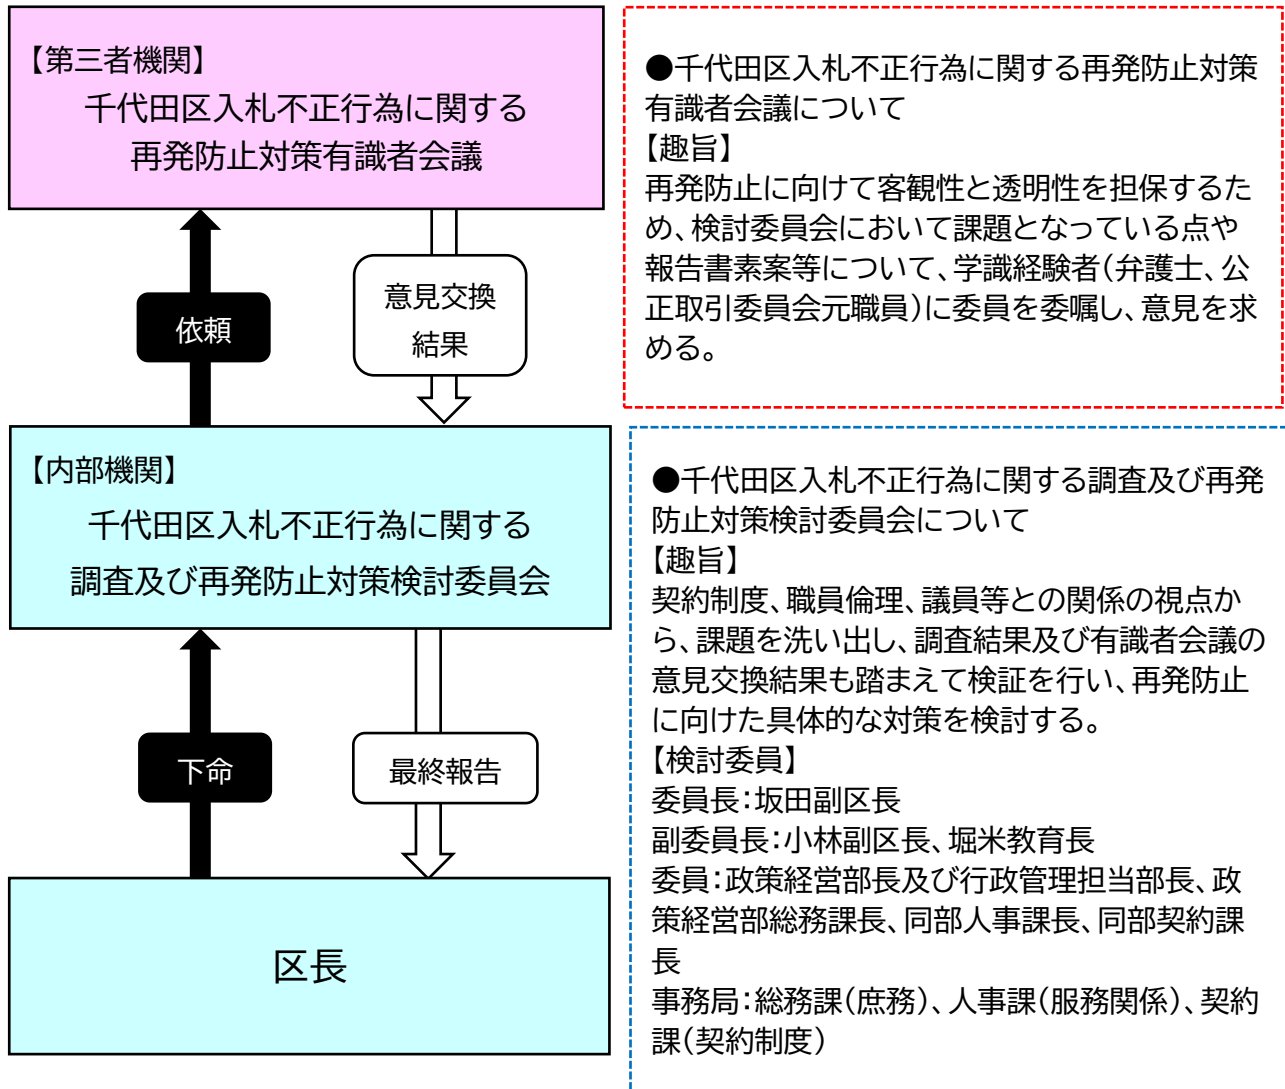 【第三者機関】
千代田区入札不正行為に関する
再発防止対策有識者会議
依頼
意見交換
結果
【内部機関】
千代田区入札不正行為に関する
調査及び再発防止対策検討委員会
下命
最終報告
区長
●千代田区入札不正行為に関する再発防止対策
有識者会議について
【趣旨】
再発防止に向けて客観性と透明性を担保するた
め、検討委員会において課題となっている点や
報告書素案等について、学識経験者(弁護士、公
正取引委員会元職員)に委員を委嘱し、意見を求
める。
●千代田区入札不正行為に関する調査及び再発
防止対策検討委員会について
【趣旨】
契約制度、職員倫理、議員等との関係の視点か
ら、課題を洗い出し、調査結果及び有識者会議の
意見交換結果も踏まえて検証を行い、再発防止
に向けた具体的な対策を検討する。
【検討委員】
委員長:坂田副区長
副委員長:小林副区長、堀米教育長
委員:政策経営部長及び行政管理担当部長、政
策経営部総務課長、同部人事課長、同部契約課
長
事務局:総務課(庶務)、人事課(服務関係)、契約
課(契約制度)